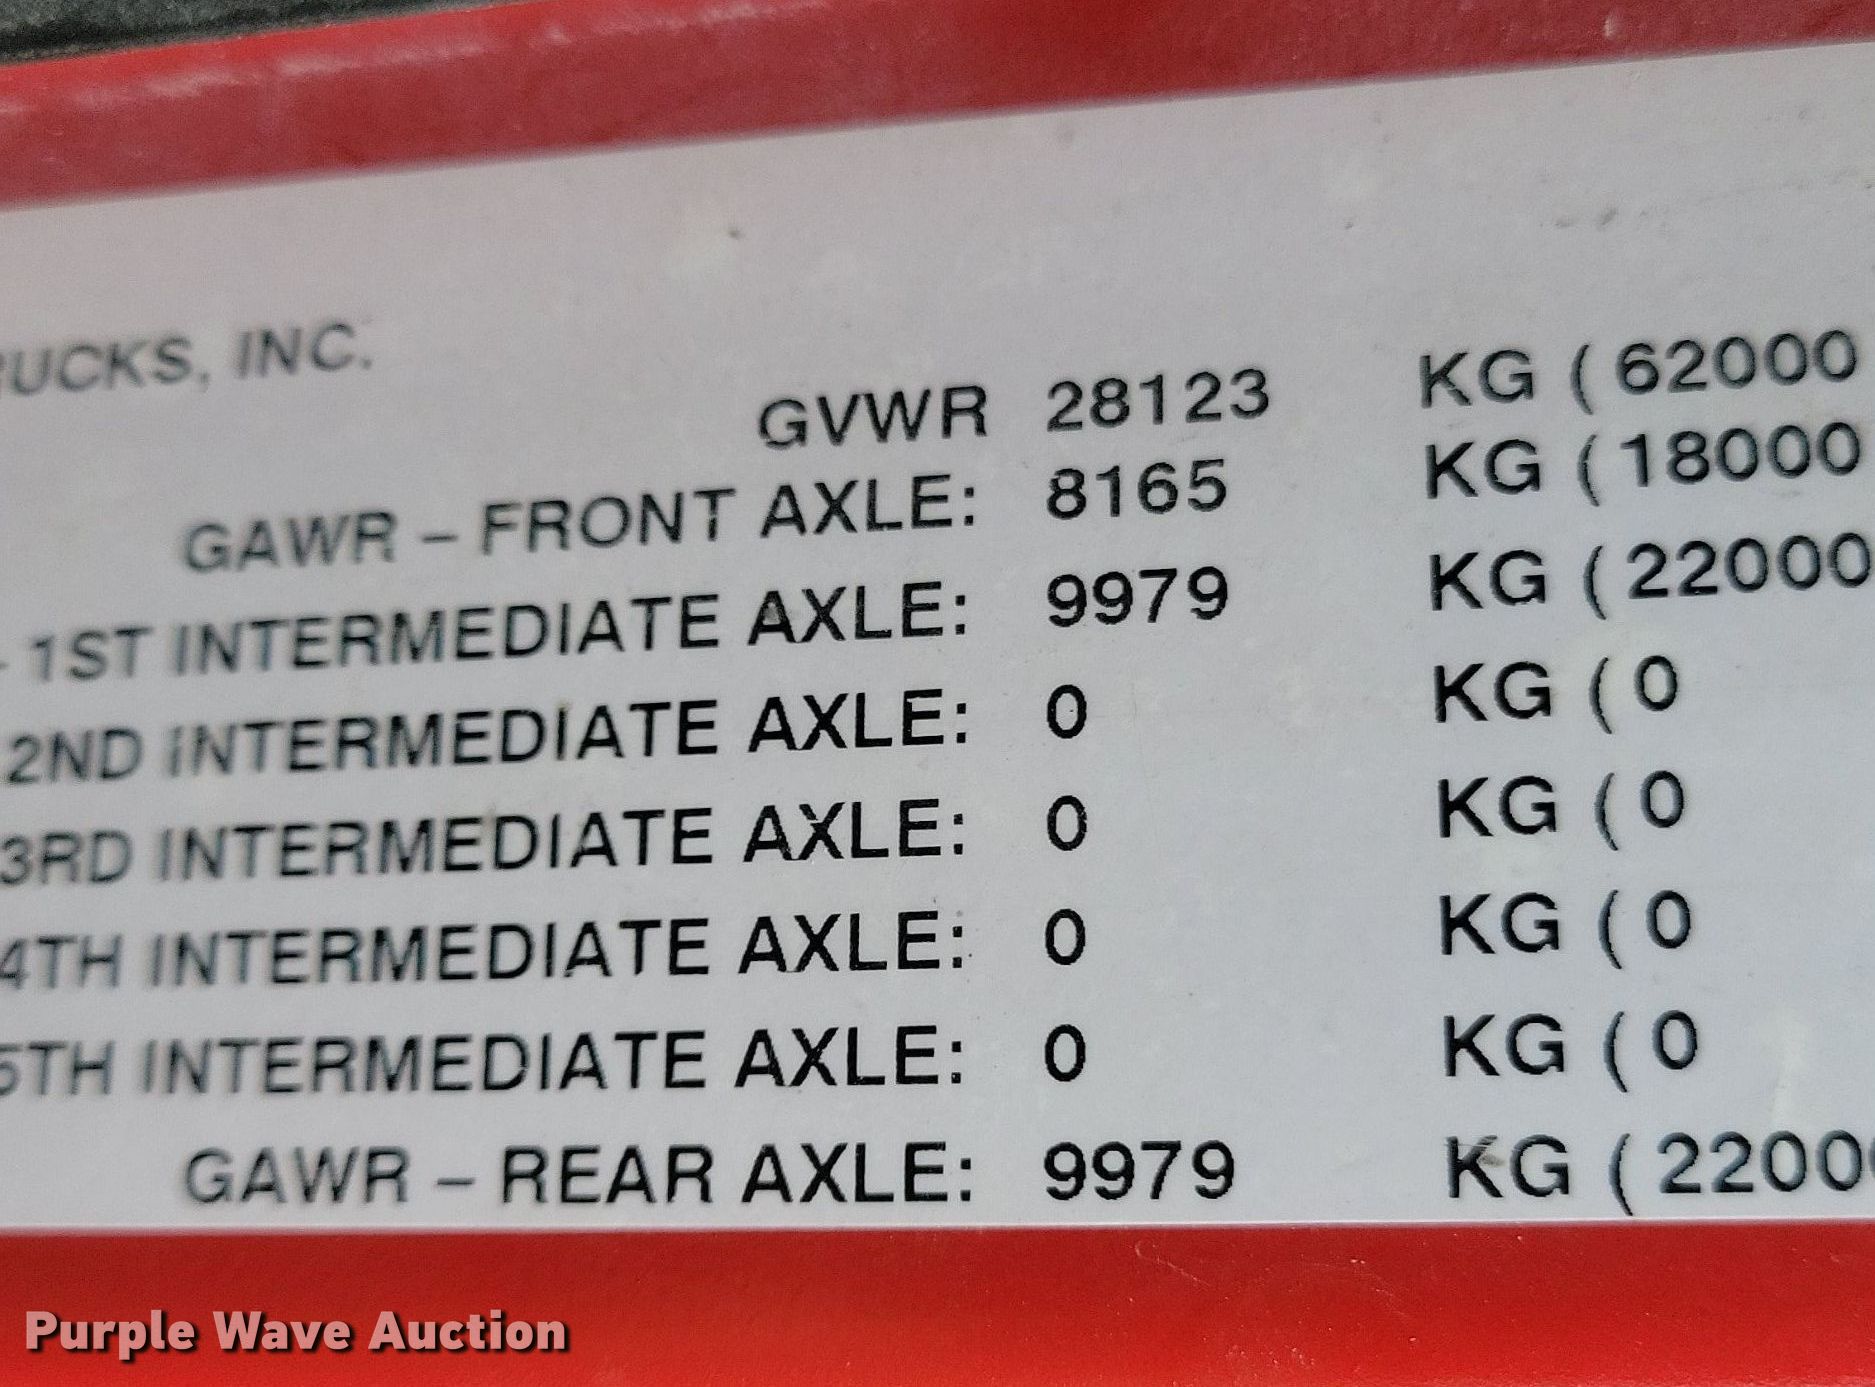 RUCKS, INC.
GVWR 28123 KG ( 62000
GAWR – FRONT AXLE: 8165 KG ( 18000
- 1ST INTERMEDIATE AXLE: 9979 KG ( 22000
2ND INTERMEDIATE AXLE: 0 KG ( 0
3RD INTERMEDIATE AXLE: 0 KG ( 0
4TH INTERMEDIATE AXLE: 0 KG ( 0
5TH INTERMEDIATE AXLE: 0 KG ( 0
GAWR – REAR AXLE: 9979 KG ( 22000
Purple Wave Auction